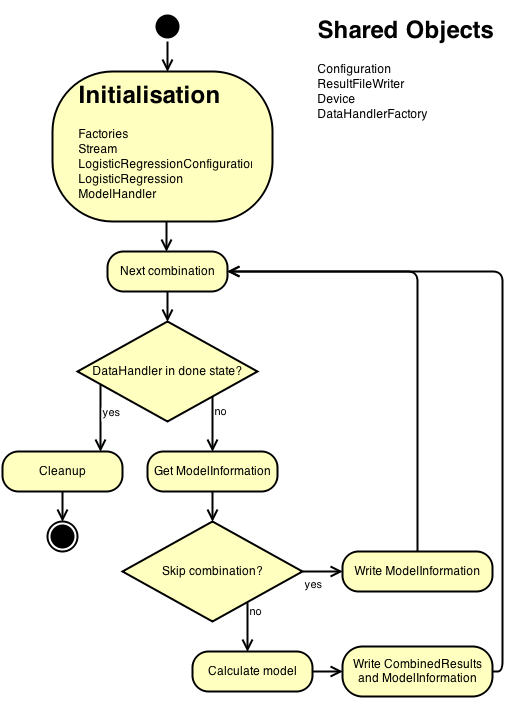 Shared Objects
Configuration
ResultFileWriter
Device
DataHandlerFactory
Initialisation
Factories
Stream
LogisticRegressionConfiguration
LogisticRegression
ModelHandler
Next combination
DataHandler in done state?
yes
no
Cleanup
Get ModelInformation
Skip combination?
yes
Write ModelInformation
no
Calculate model
Write CombinedResults
and ModelInformation